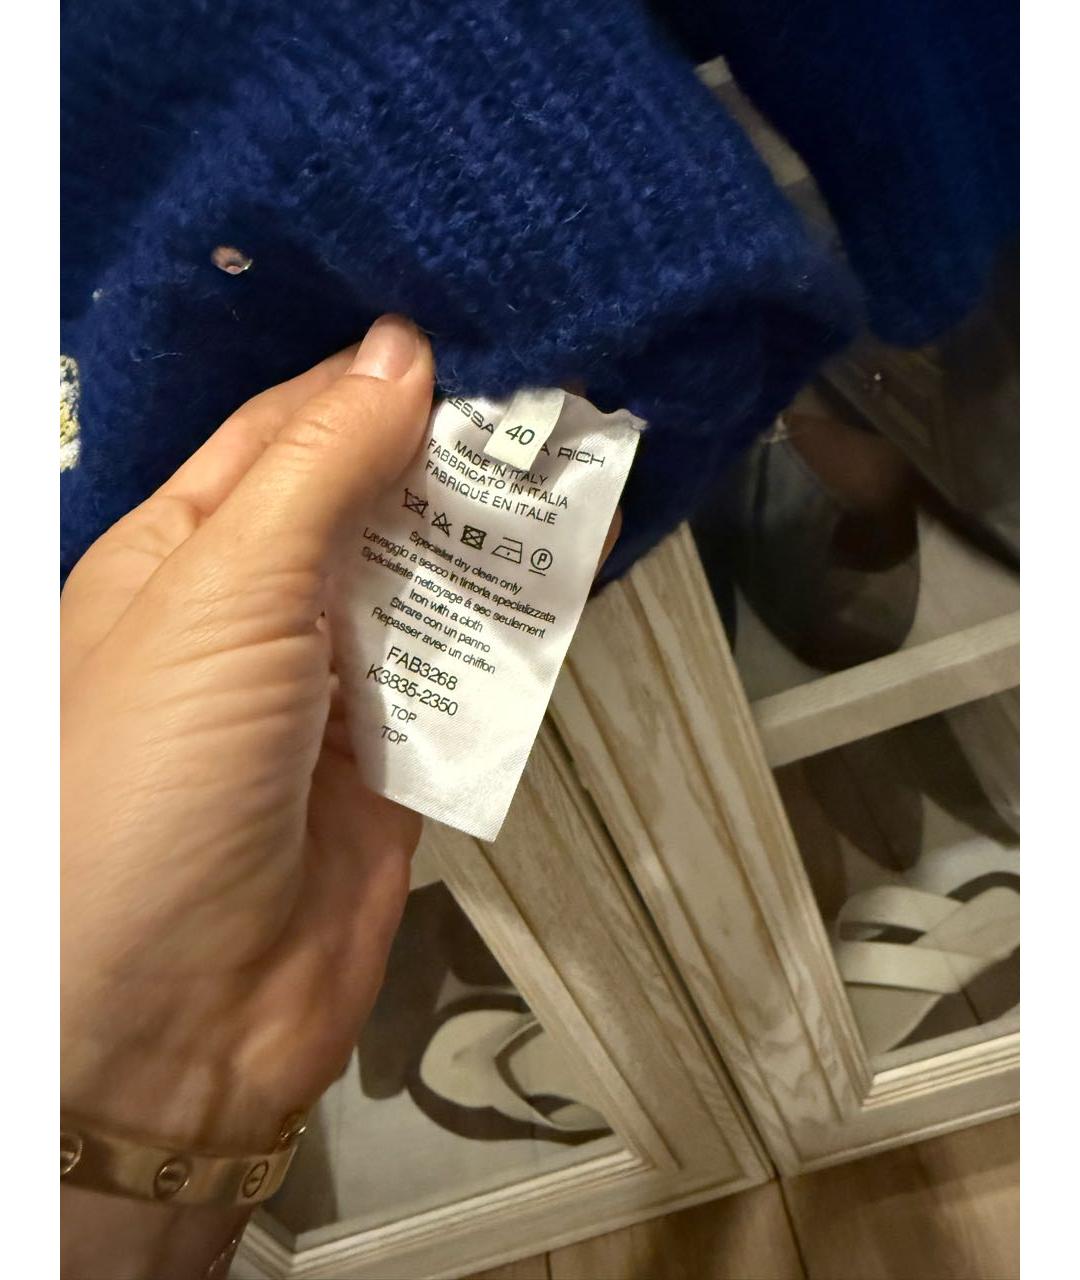 RICH
40
MADE IN ITALY
FABBRICATO IN ITALIA
FABRIQUÉ EN ITALIE
P
Specialist dry clean only
Lavaggio a secco in tintoria specializzata
Spécialiste nettoyage á sec seulement
Iron with a cloth
Stirare con un panno
Repasser avec un chiffon
FAB3268
K3835-2350
TOP
TOP